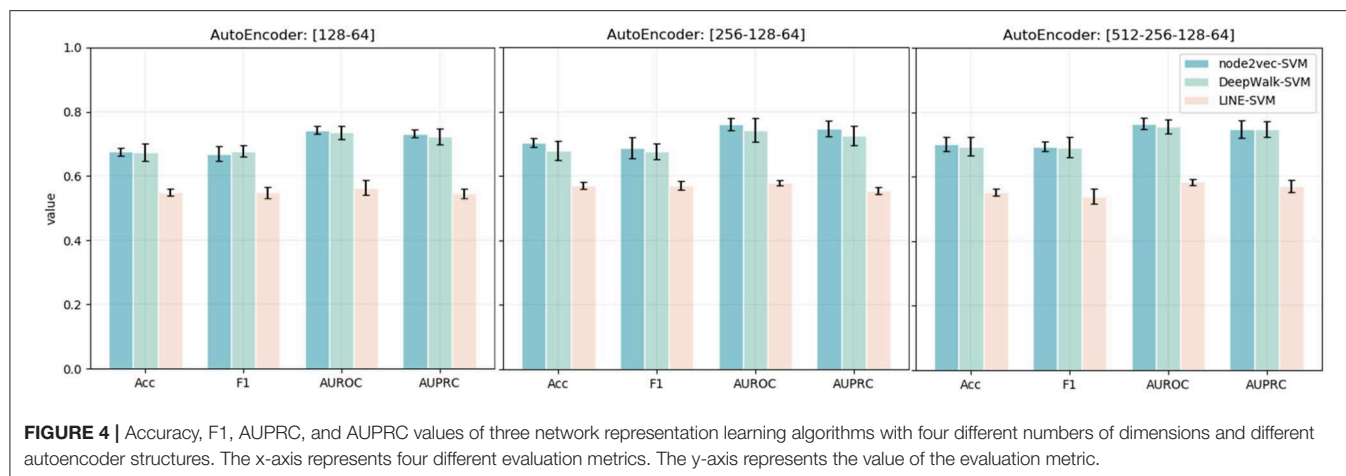 AutoEncoder: [128-64]
AutoEncoder: [256-128-64]
AutoEncoder: [512-256-128-64]
1.0
0.8
0.6
0.4
0.2
0.0
value
node2vec-SVM
DeepWalk-SVM
LINE-SVM
Acc F1 AUROC AUPRC
Acc F1 AUROC AUPRC
Acc F1 AUROC AUPRC
FIGURE 4 | Accuracy, F1, AUPRC, and AUPRC values of three network representation learning algorithms with four different numbers of dimensions and different
autoencoder structures. The x-axis represents four different evaluation metrics. The y-axis represents the value of the evaluation metric.